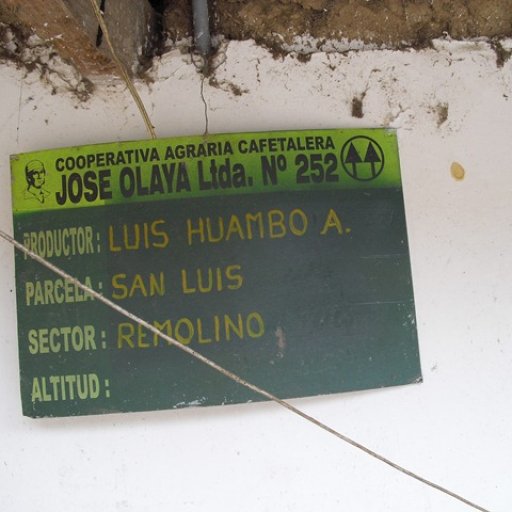 COOPERATIVA AGRARIA CAFETALERA
JOSE OLAYA Ltda. Nº 252
PRODUCTOR: LUIS HUAMBO A.
PARCELA: SAN LUIS
SECTOR: REMOLINO
ALTITUD: